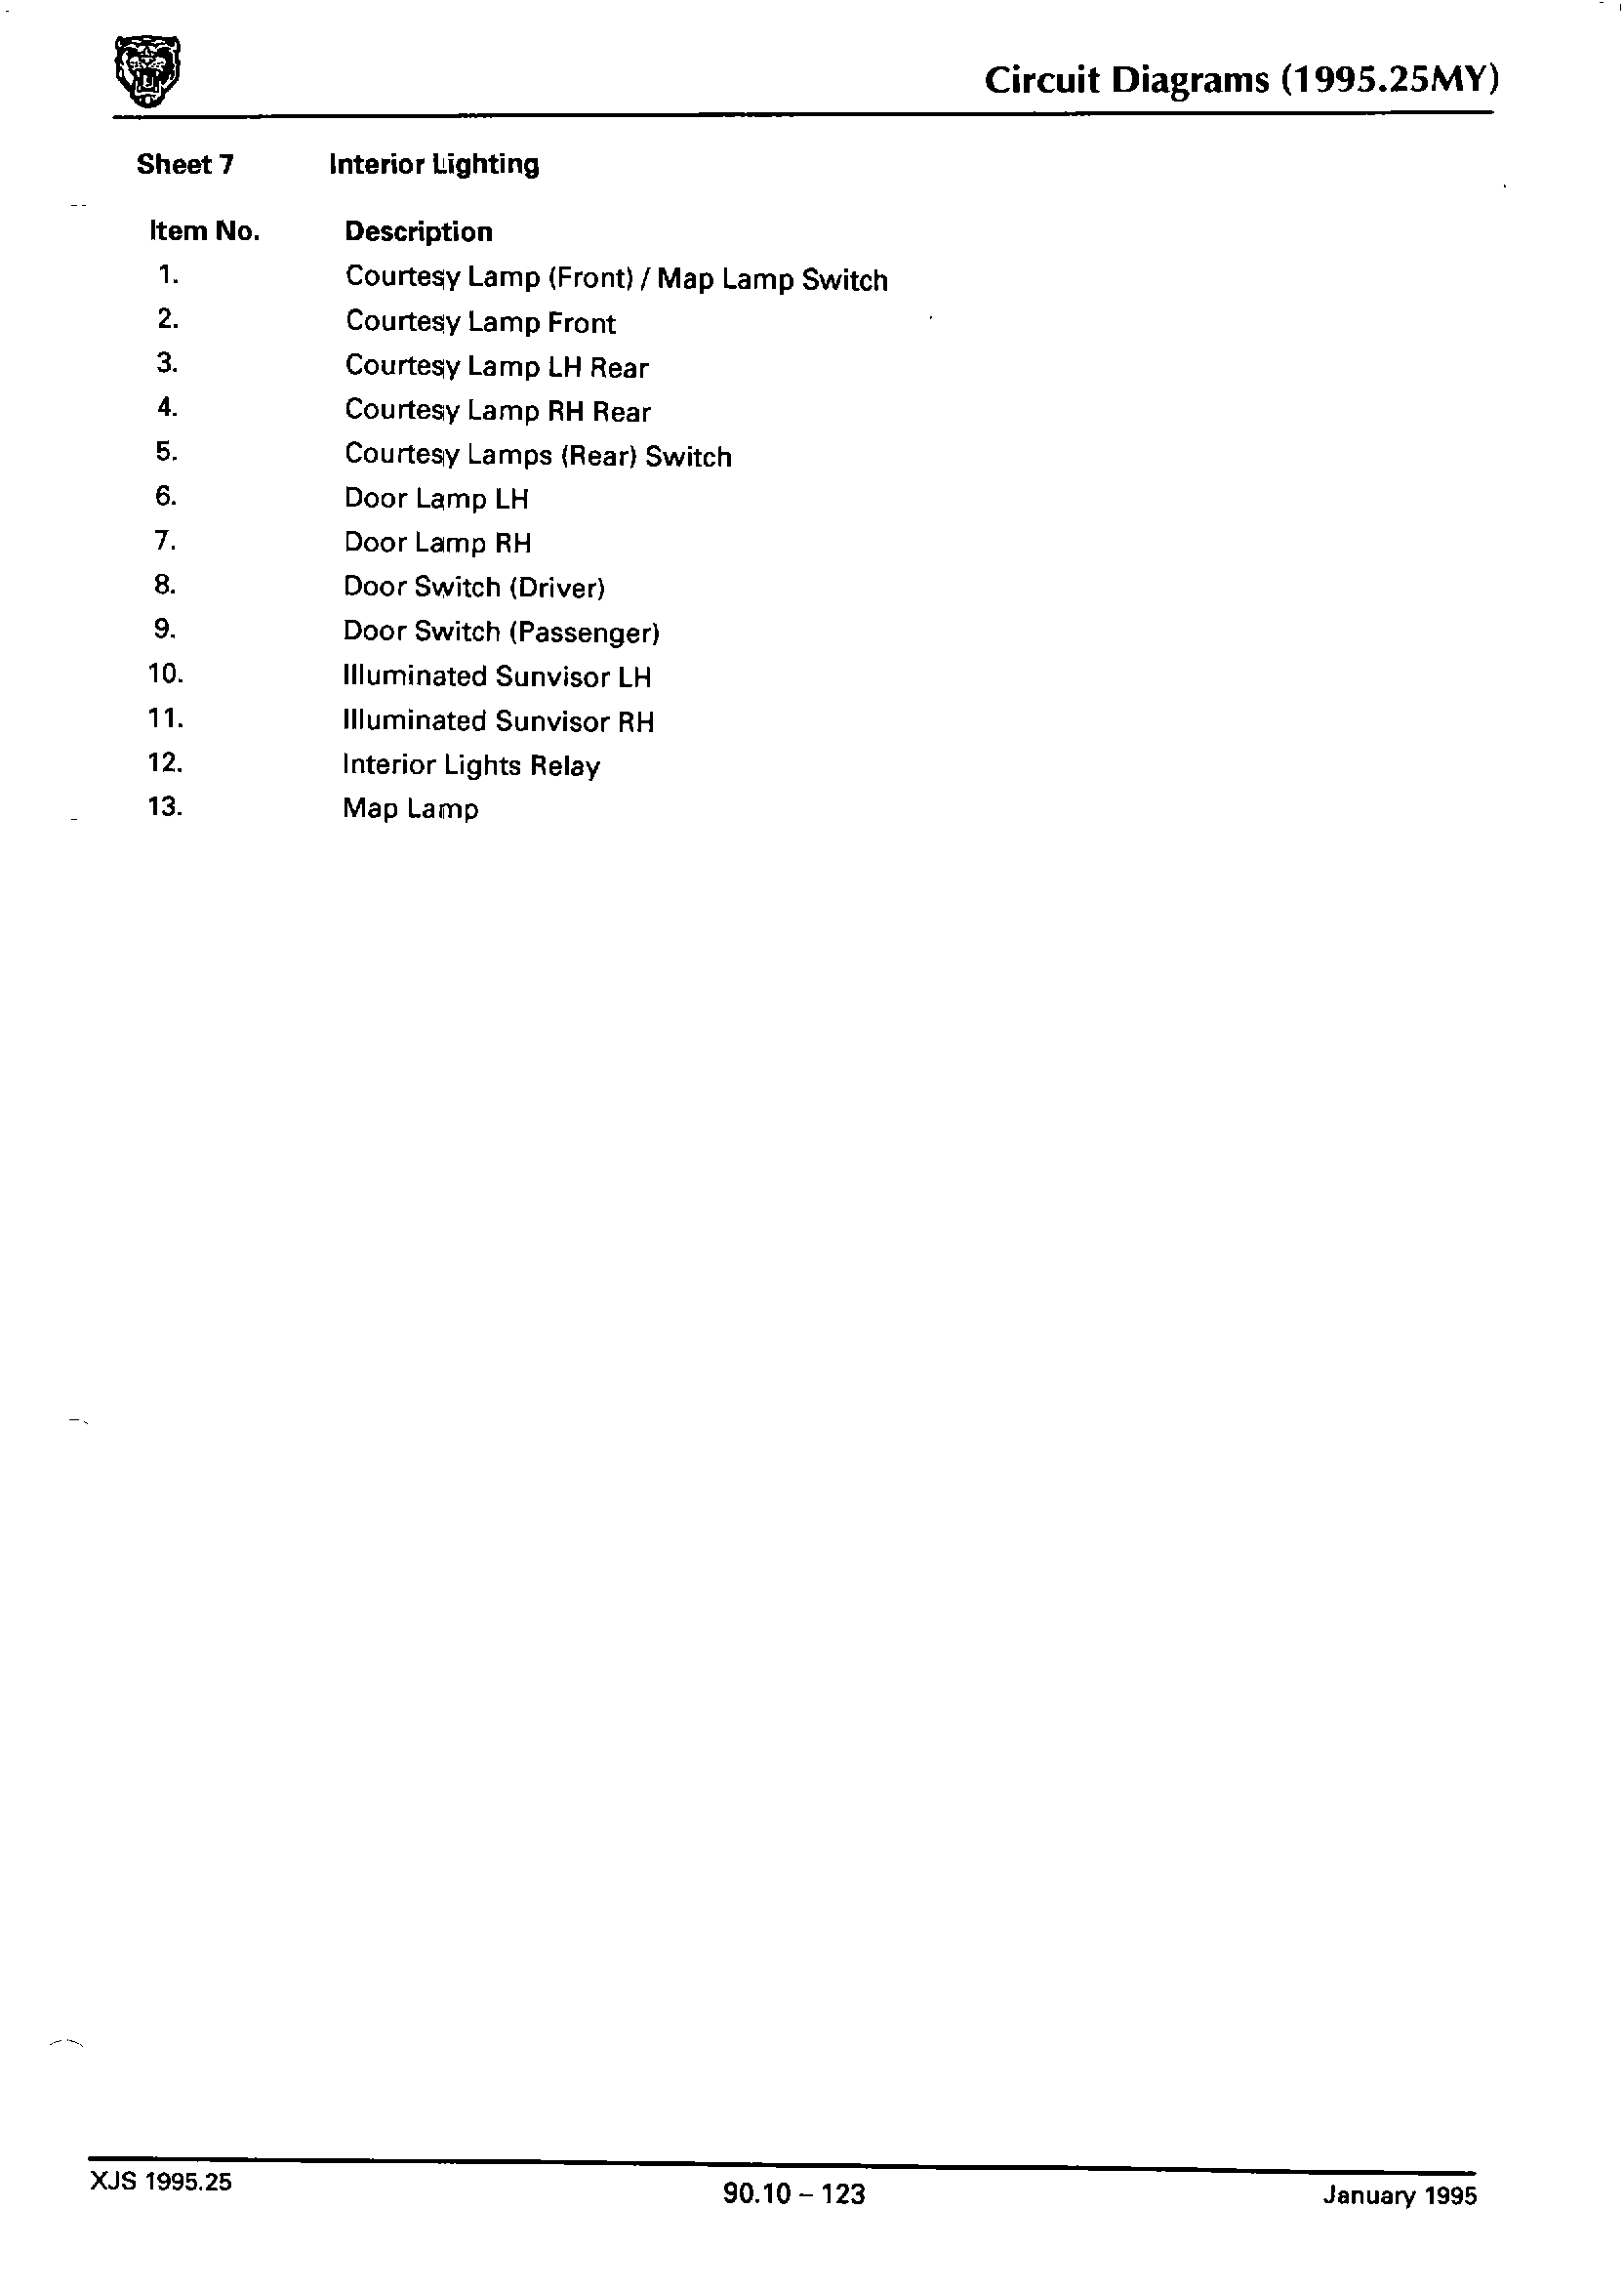 Circuit Diagrams (1995.25MY)
Sheet 7 Interior Lighting
Item No. Description
1. Courtesy Lamp (Front) / Map Lamp Switch
2. Courtesy Lamp Front
3. Courtesy Lamp LH Rear
4. Courtesy Lamp RH Rear
5. Courtesy Lamps (Rear) Switch
6. Door Lamp LH
7. Door Lamp RH
8. Door Switch (Driver)
9. Door Switch (Passenger)
10. Illuminated Sunvisor LH
11. Illuminated Sunvisor RH
12. Interior Lights Relay
13. Map Lamp
XJS 1995.25 90.10 – 123 January 1995